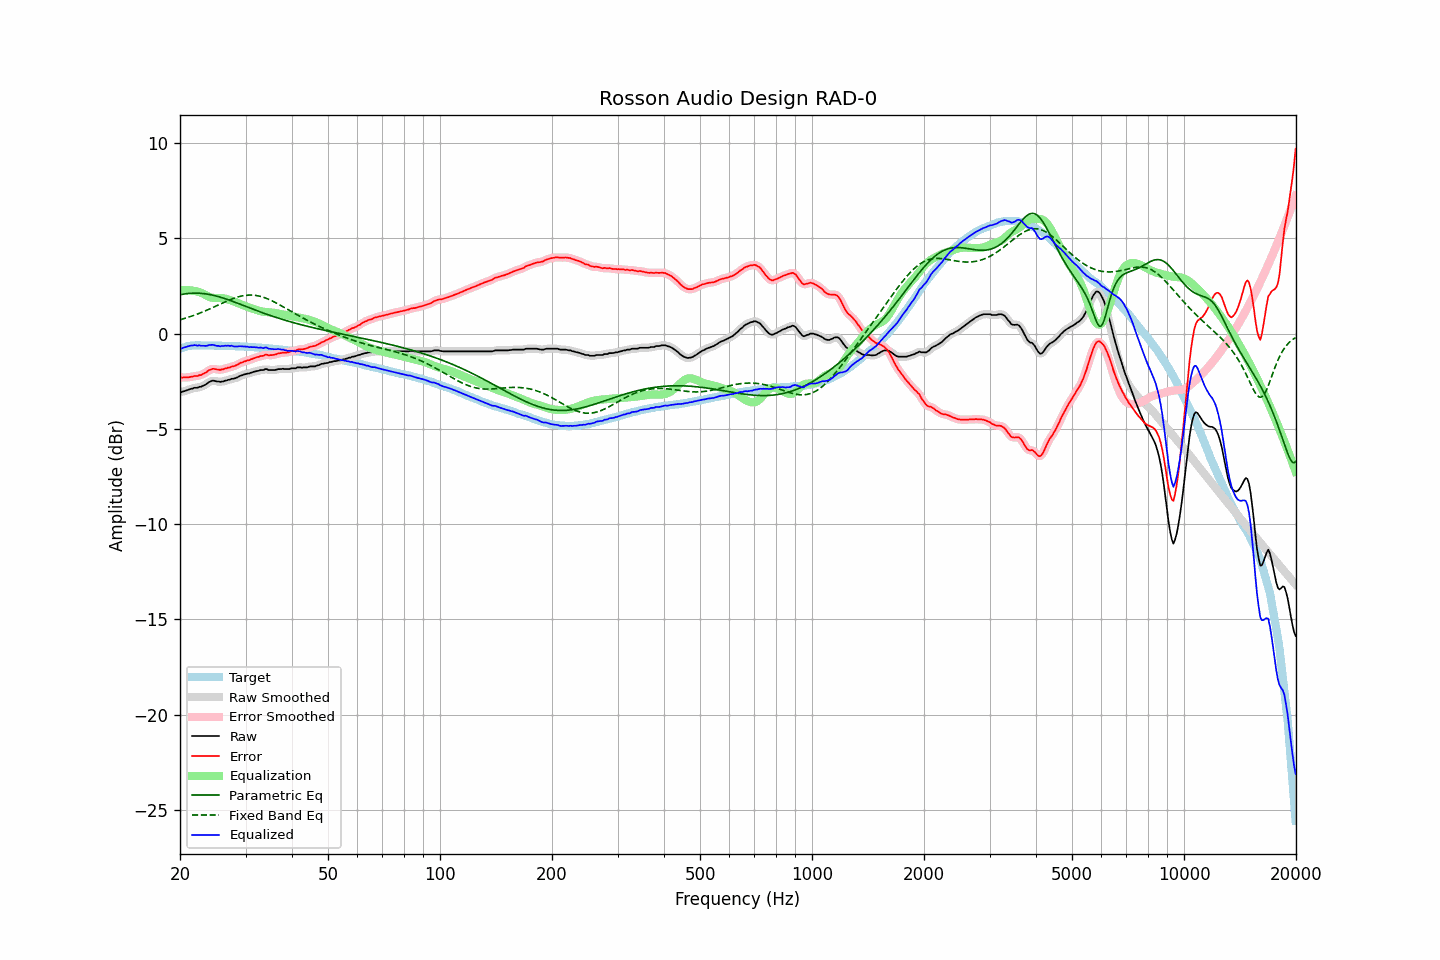 Rosson Audio Design RAD-0
Amplitude (dBr)
10
5
0
−5
−10
−15
−20
−25
Target
Raw Smoothed
Error Smoothed
Raw
Error
Equalization
Parametric Eq
Fixed Band Eq
Equalized
20 50 100 200 500 1000 2000 5000 10000 20000
Frequency (Hz)